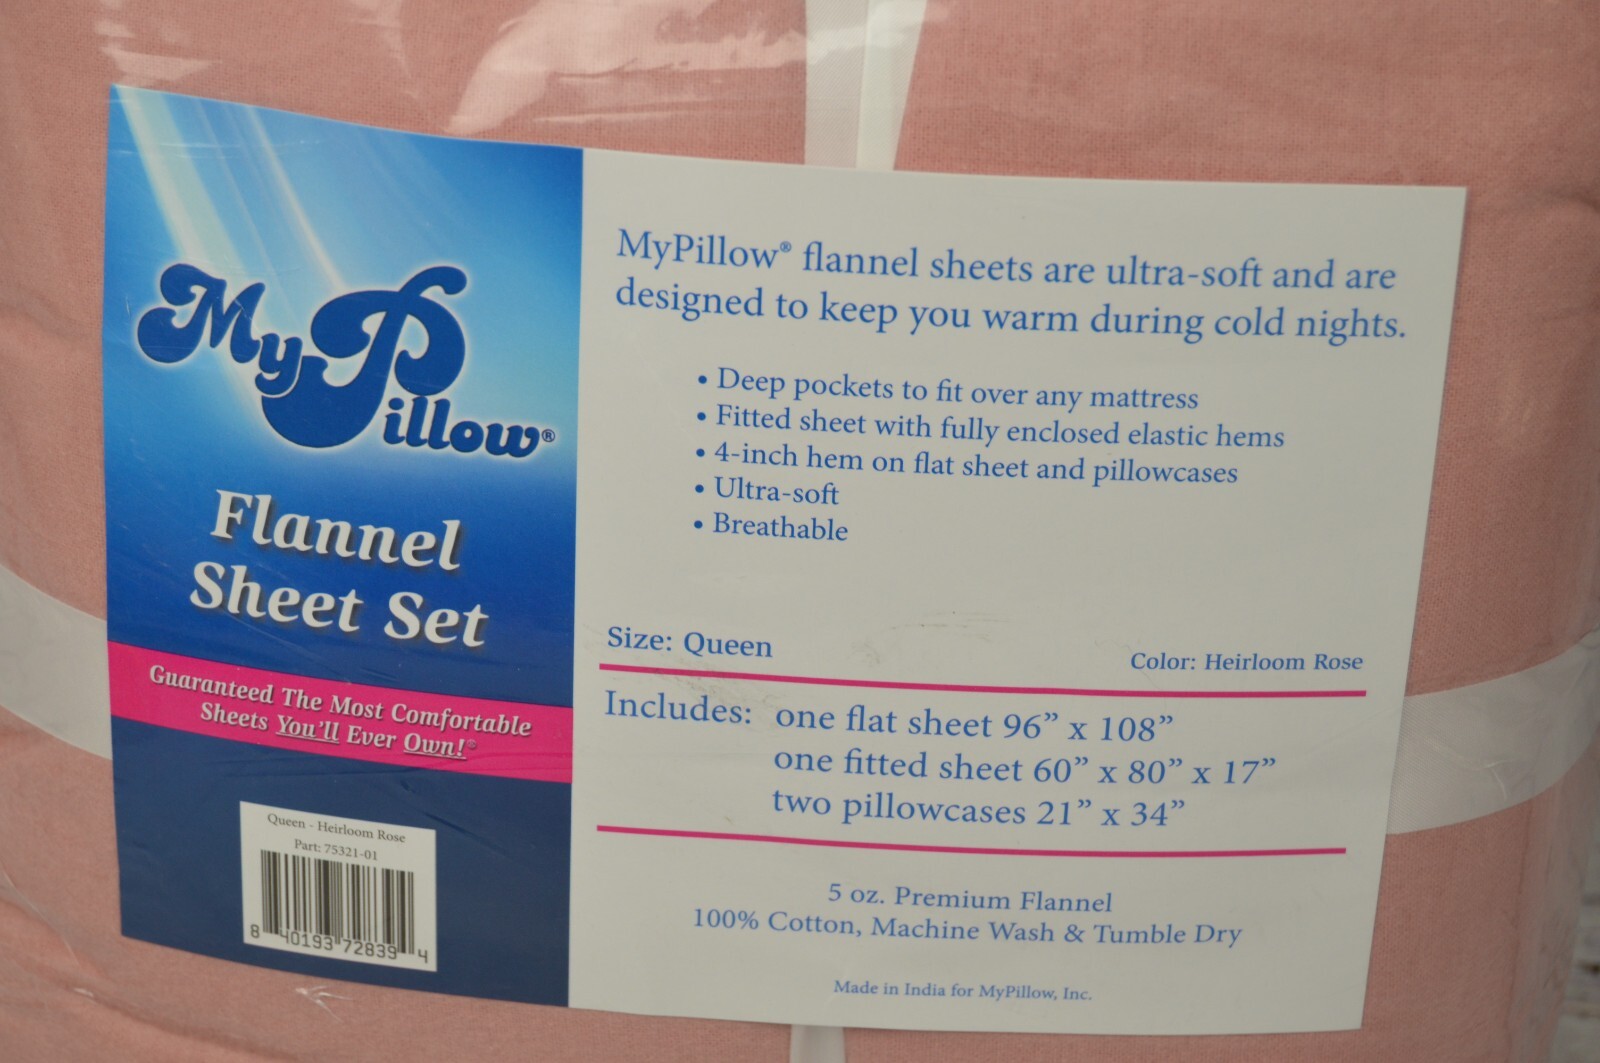 MyPillow®
Flannel
Sheet Set
Guaranteed The Most Comfortable
Sheets You'll Ever Own!®
Queen - Heirloom Rose
Part: 75321-01
8 40193 72839 4
MyPillow® flannel sheets are ultra-soft and are
designed to keep you warm during cold nights.
• Deep pockets to fit over any mattress
• Fitted sheet with fully enclosed elastic hems
• 4-inch hem on flat sheet and pillowcases
• Ultra-soft
• Breathable
Size: Queen
Color: Heirloom Rose
Includes: one flat sheet 96” x 108”
one fitted sheet 60” x 80” x 17”
two pillowcases 21” x 34”
5 oz. Premium Flannel
100% Cotton, Machine Wash & Tumble Dry
Made in India for MyPillow, Inc.